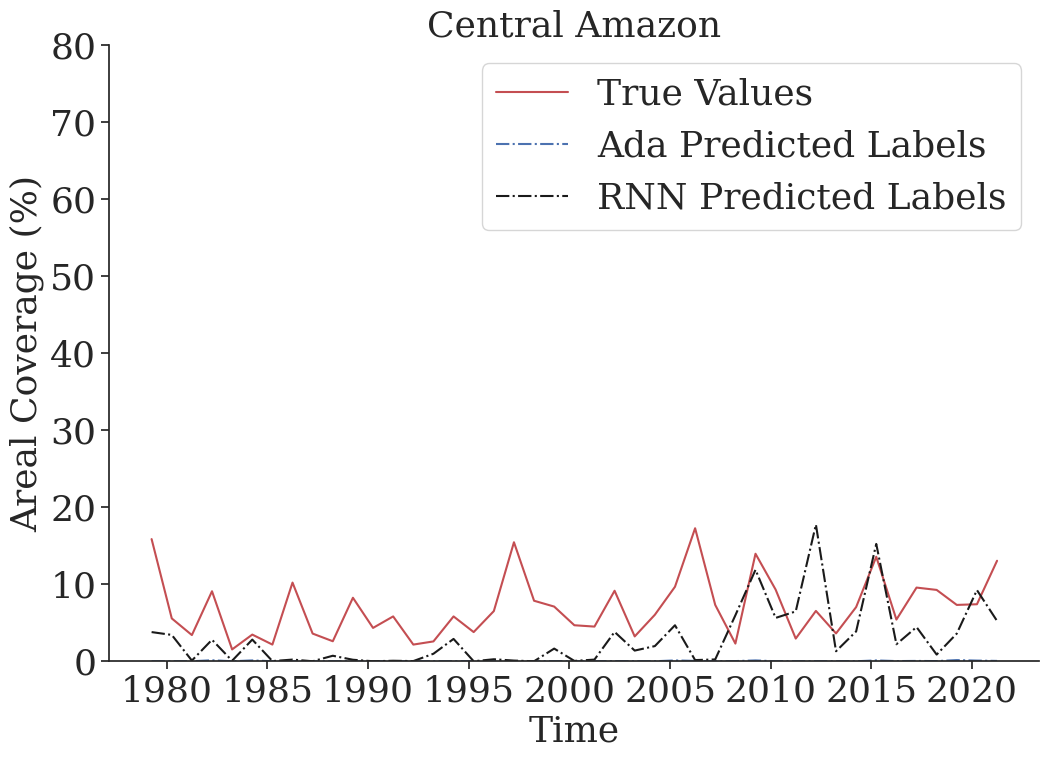 Central Amazon
80
70
60
50
40
30
20
10
0
Areal Coverage (%)
True Values
Ada Predicted Labels
RNN Predicted Labels
1980 1985 1990 1995 2000 2005 2010 2015 2020
Time